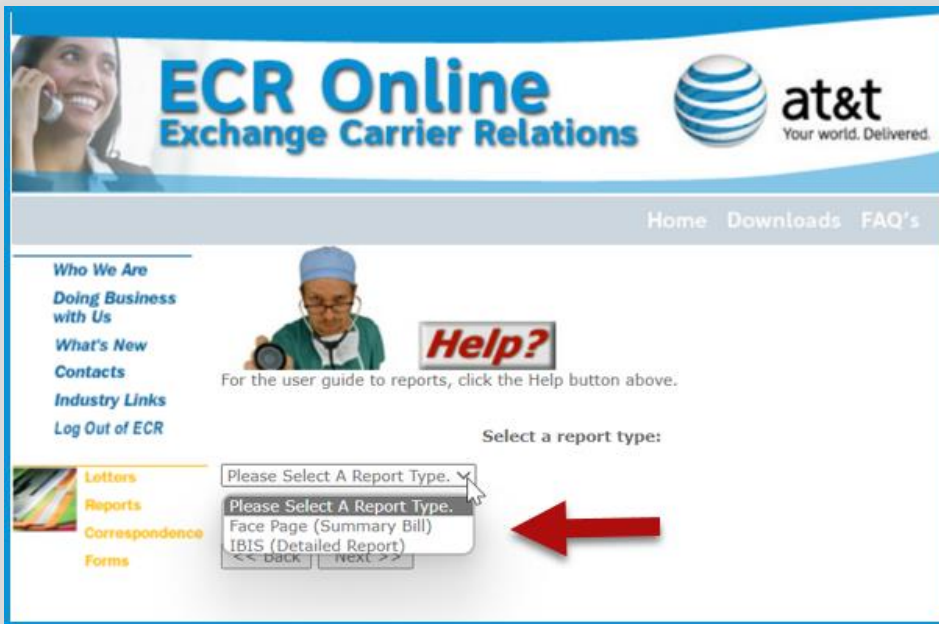 ECR Online
Exchange Carrier Relations
at&t
Your world. Delivered.
Home Downloads FAQ's
Who We Are
Doing Business
with Us
What's New
Contacts
Industry Links
Log Out of ECR
Help?
For the user guide to reports, click the Help button above.
Select a report type:
Letters
Reports
Correspondence
Forms
Please Select A Report Type.
Please Select A Report Type.
Face Page (Summary Bill)
IBIS (Detailed Report)
<< Back Next >>